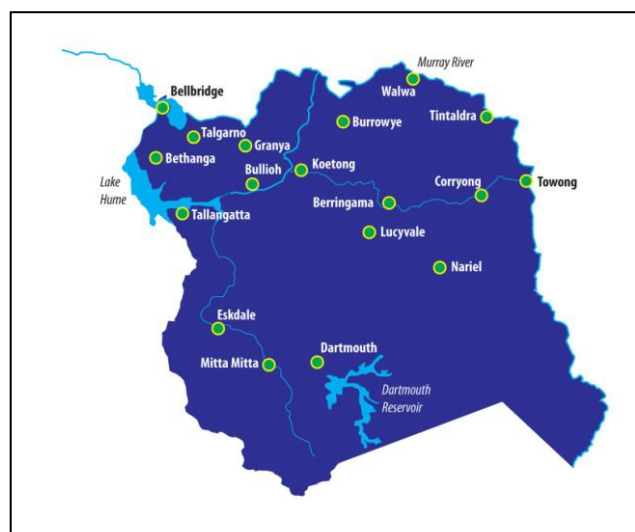 Murray River
Walwa
Bellbridge
Tintaldra
Burrowye
Talgarno
Granya
Bethanga
Koetong
Bullioh
Lake
Hume
Corryong
Towong
Berringama
Tallangatta
Lucyvale
Nariel
Eskdale
Dartmouth
Mitta Mitta
Dartmouth
Reservoir